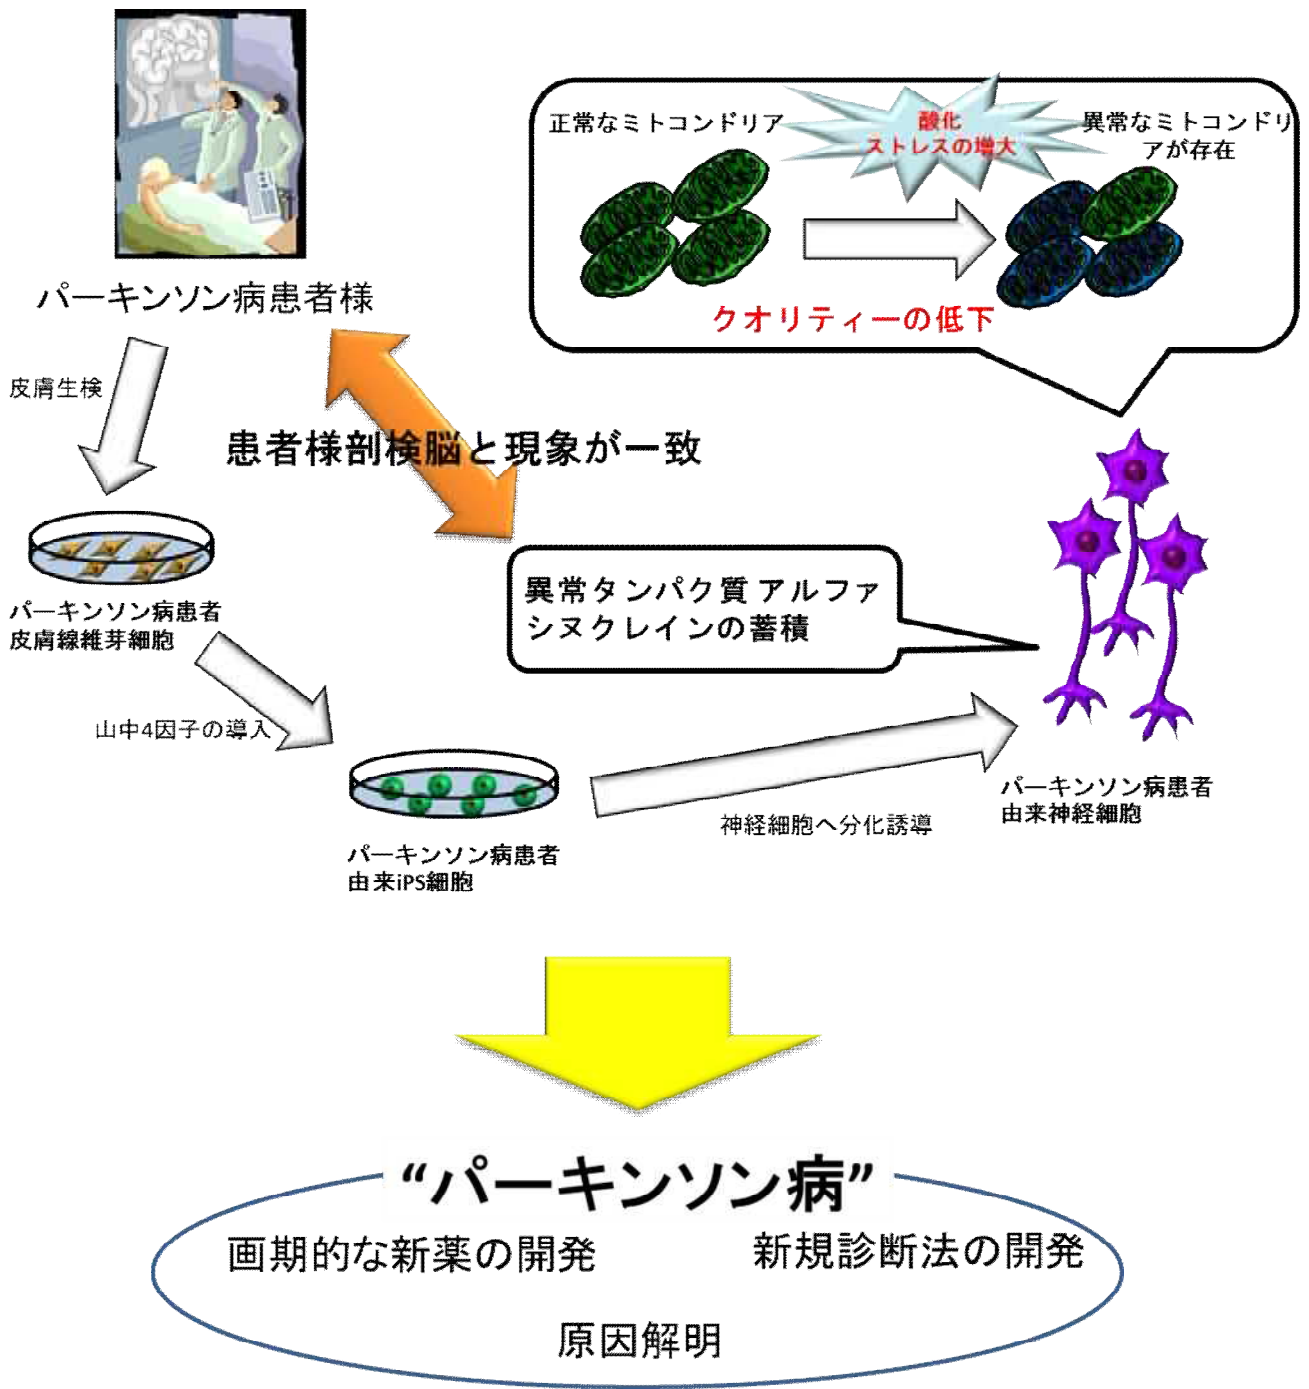 正常なミトコンドリア
酸化
ストレスの増大
異常なミトコンドリ
アが存在
クオリティーの低下
パーキンソン病患者様
皮膚生検
患者様剖検脳と現象が一致
パーキンソン病患者
皮膚線維芽細胞
異常タンパク質 アルファ
シヌクレインの蓄積
山中4因子の導入
パーキンソン病患者
由来iPS細胞
神経細胞へ分化誘導
パーキンソン病患者
由来神経細胞
“パーキンソン病”
画期的な新薬の開発
新規診断法の開発
原因解明